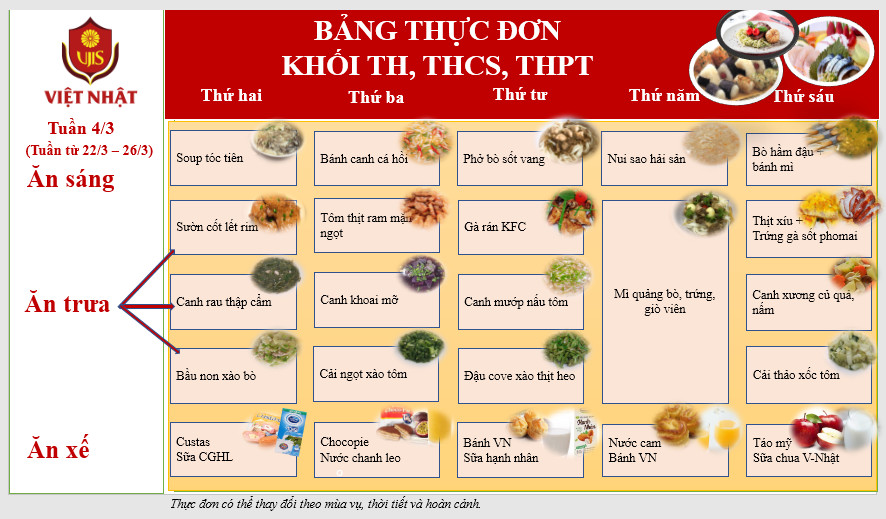 BẢNG THỰC ĐƠN
KHỐI TH, THCS, THPT
UJIS
VIỆT NHẬT
Thứ hai
Thứ ba
Thứ tư
Thứ năm
Thứ sáu
Tuần 4/3
(Tuần từ 22/3 – 26/3)
Ăn sáng
Soup tóc tiên
Bánh canh cá hồi
Phở bò sốt vang
Nui sao hải sản
Bò hầm đậu +
bánh mì
Ăn trưa
Sườn cốt lết rim
Tôm thịt ram mặn
ngọt
Gà rán KFC
Mì quảng bò, trứng,
giò viên
Thịt xíu +
Trứng gà sốt phomai
Canh rau thập cẩm
Canh khoai mỡ
Canh mướp nấu tôm
Canh xương củ quả,
nấm
Bầu non xào bò
Cải ngọt xào tôm
Đậu cove xào thịt heo
Cải thảo xốc tôm
Ăn xế
Custas
Sữa CGHL
Chocopie
Nước chanh leo
Bánh VN
Sữa hạnh nhân
Nước cam
Bánh VN
Táo mỹ
Sữa chua V-Nhật
Thực đơn có thể thay đổi theo mùa vụ, thời tiết và hoàn cảnh.